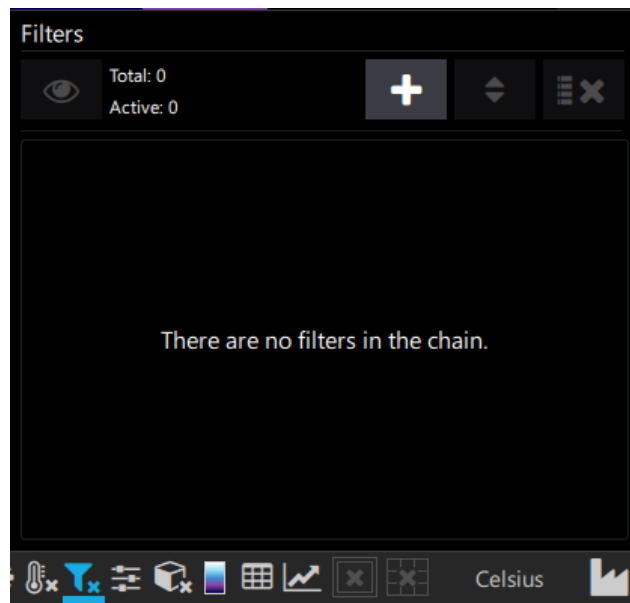 Filters
Total: 0
Active: 0
There are no filters in the chain.
Celsius